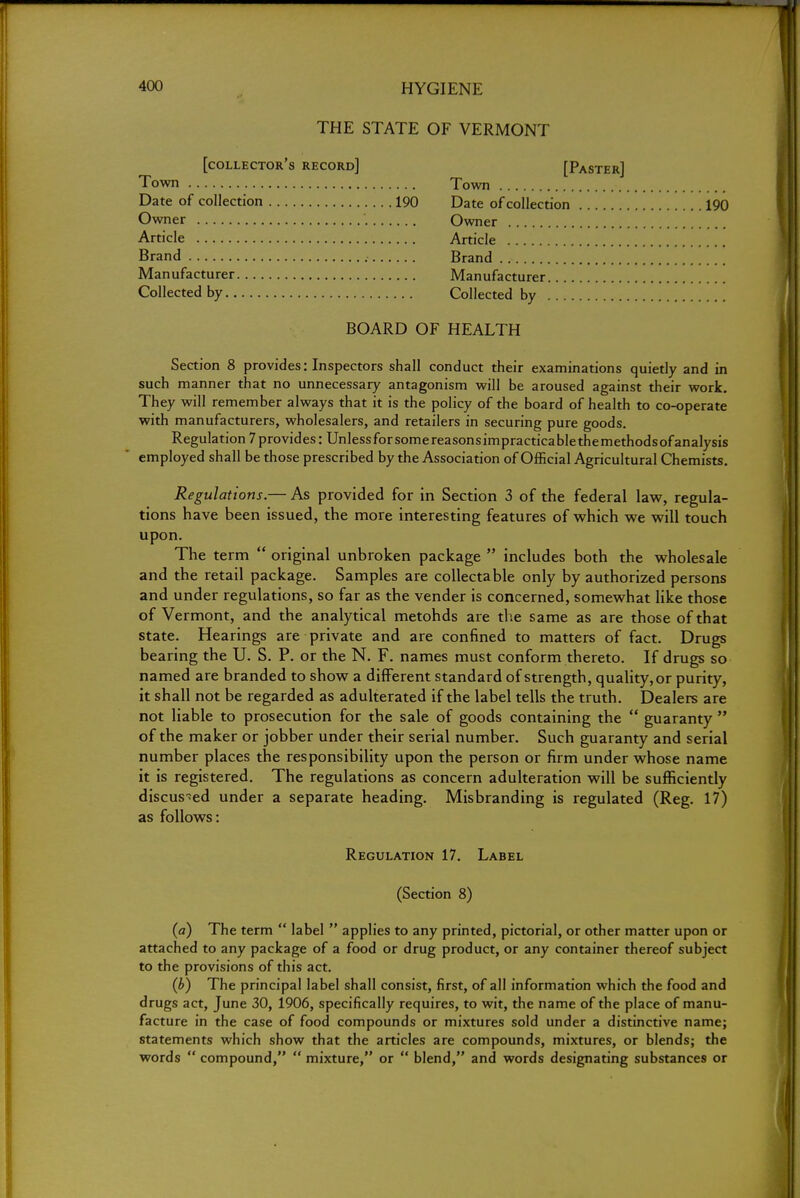 400 HYGIENE
THE STATE OF VERMONT
[COLLECTOR'S RECORD]
Town ..............................
Date of collection ................190
Owner .............................
Article ...........................
Brand .............................
Manufacturer.......................
Collected by.......................
[Paster]
Town ..............................
Date of collection ................190
Owner .............................
Article ...........................
Brand .............................
Manufacturer.......................
Collected by ......................
BOARD OF HEALTH
Section 8 provides: Inspectors shall conduct their examinations quietly and in
such manner that no unnecessary antagonism will be aroused against their work.
They will remember always that it is the policy of the board of health to co-operate
with manufacturers, wholesalers, and retailers in securing pure goods.
Regulation 7 provides: Unless for some reasons impracticable the methods of analysis
employed shall be those prescribed by the Association of Official Agricultural Chemists.
Regulations.— As provided for in Section 3 of the federal law, regula-
tions have been issued, the more interesting features of which we will touch
upon.
The term “ original unbroken package ” includes both the wholesale
and the retail package. Samples are collectable only by authorized persons
and under regulations, so far as the vender is concerned, somewhat like those
of Vermont, and the analytical metohds are the same as are those of that
state. Hearings are private and are confined to matters of fact. Drugs
bearing the U. S. P. or the N. F. names must conform thereto. If drugs so
named are branded to show a different standard of strength, quality,or purity,
it shall not be regarded as adulterated if the label tells the truth. Dealers are
not liable to prosecution for the sale of goods containing the “ guaranty ”
of the maker or jobber under their serial number. Such guaranty and serial
number places the responsibility upon the person or firm under whose name
it is registered. The regulations as concern adulteration will be sufficiently
discussed under a separate heading. Misbranding is regulated (Reg. 17)
as follows:
Regulation 17. Label
(Section 8)
(a) The term “ label ” applies to any printed, pictorial, or other matter upon or
attached to any package of a food or drug product, or any container thereof subject
to the provisions of this act.
(b) The principal label shall consist, first, of all information which the food and
drugs act, June 30, 1906, specifically requires, to wit, the name of the place of manu-
facture in the case of food compounds or mixtures sold under a distinctive name;
statements which show that the articles are compounds, mixtures, or blends; the
words “ compound,” “ mixture,” or “ blend,” and words designating substances or